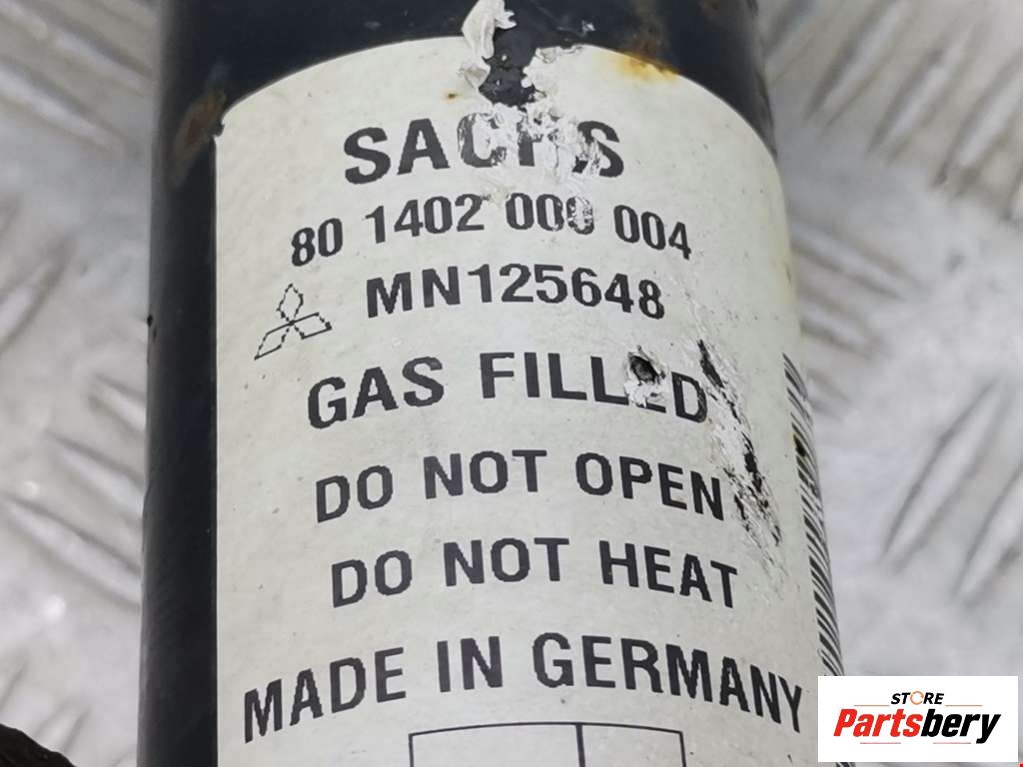 SACHS
80 1402 000 004
MN125648
GAS FILLED
DO NOT OPEN
DO NOT HEAT
MADE IN GERMANY
STORE
Partsbery